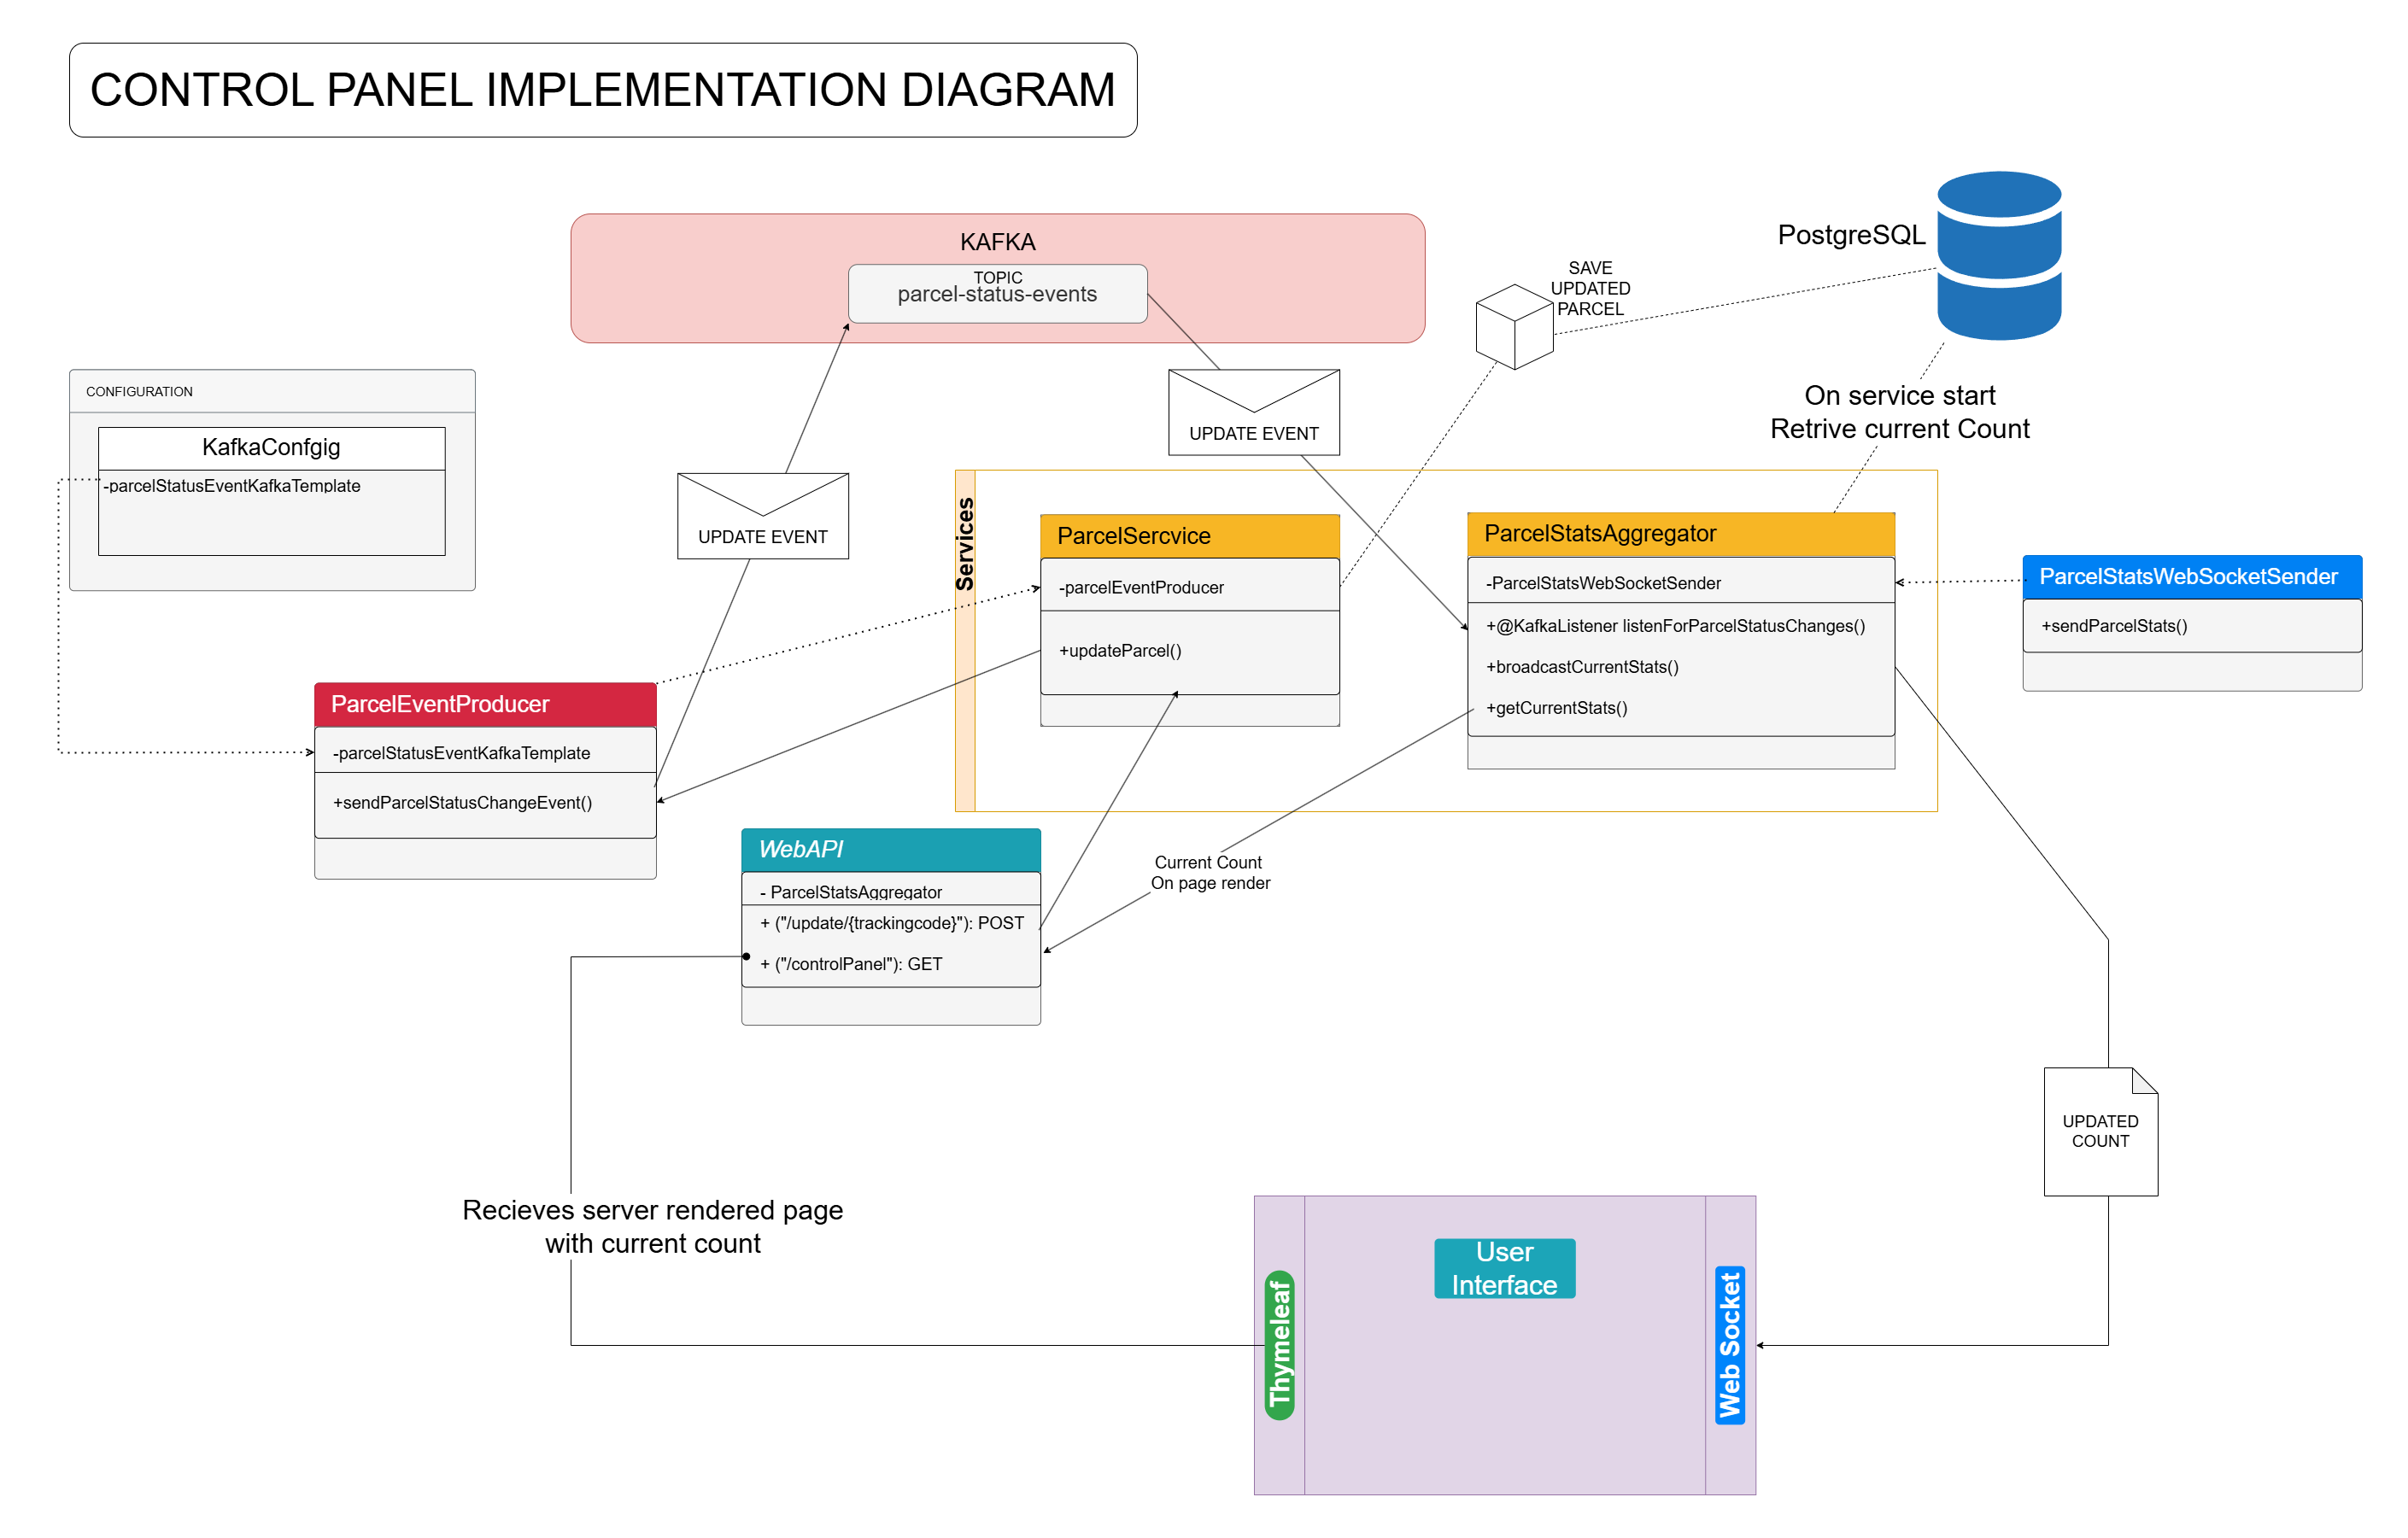 CONTROL PANEL IMPLEMENTATION DIAGRAM
KAFKA
TOPIC
parcel-status-events
PostgreSQL
SAVE
UPDATED
PARCEL
On service start
Retrive current Count
CONFIGURATION
KafkaConfgig
-parcelStatusEventKafkaTemplate
UPDATE EVENT
UPDATE EVENT
Services
ParcelSercvice
-parcelEventProducer
+updateParcel()
ParcelStatsAggregator
-ParcelStatsWebSocketSender
+@KafkaListener listenForParcelStatusChanges()
+broadcastCurrentStats()
+getCurrentStats()
ParcelStatsWebSocketSender
+sendParcelStats()
ParcelEventProducer
-parcelStatusEventKafkaTemplate
+sendParcelStatusChangeEvent()
WebAPI
- ParcelStatsAggregator
+ ("/update/{trackingcode}"): POST
+ ("/controlPanel"): GET
Current Count
On page render
UPDATED
COUNT
Recieves server rendered page
with current count
User
Interface
Thymeleaf
Web Socket